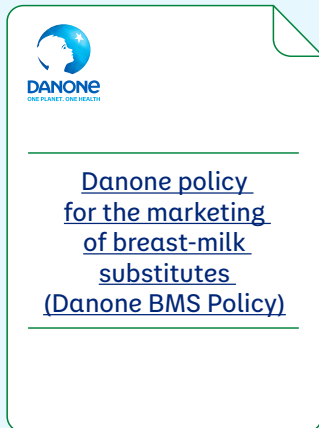 DANONE
ONE PLANET. ONE HEALTH
Danone policy
for the marketing
of breast-milk
substitutes
(Danone BMS Policy)